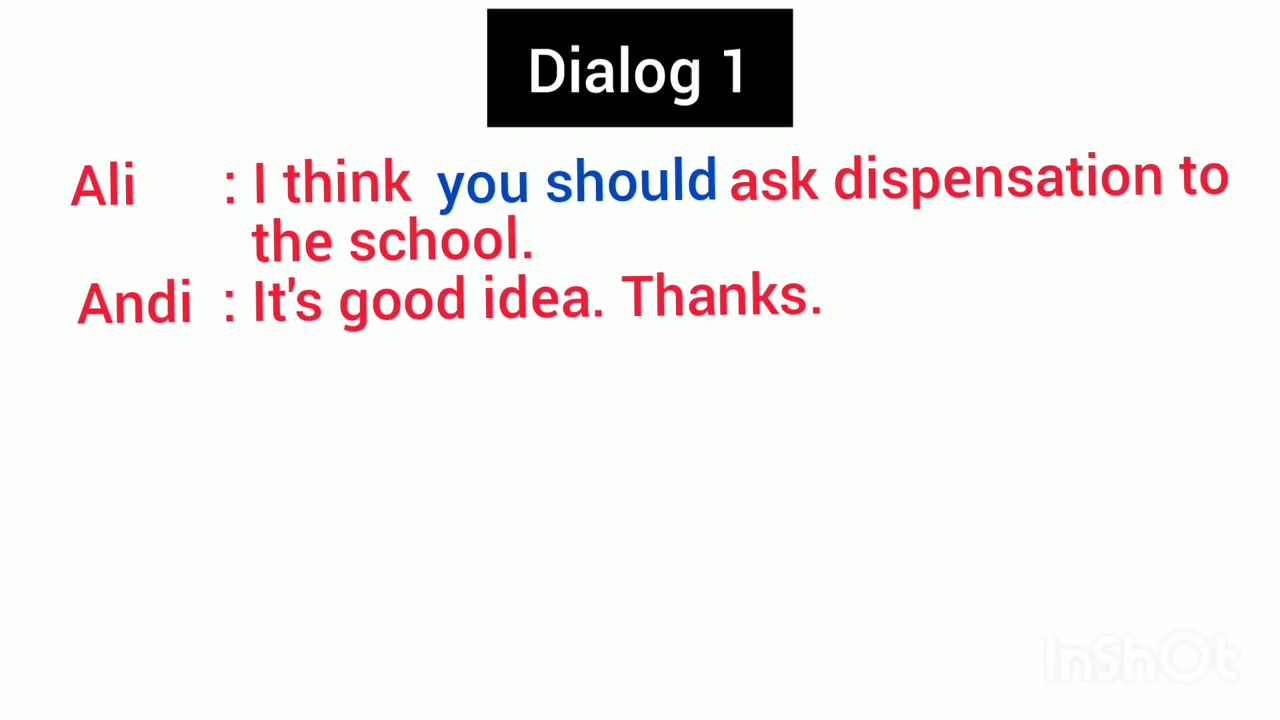 Dialog 1
Ali : I think you should ask dispensation to
the school.
Andi : It's good idea. Thanks.
InShOt